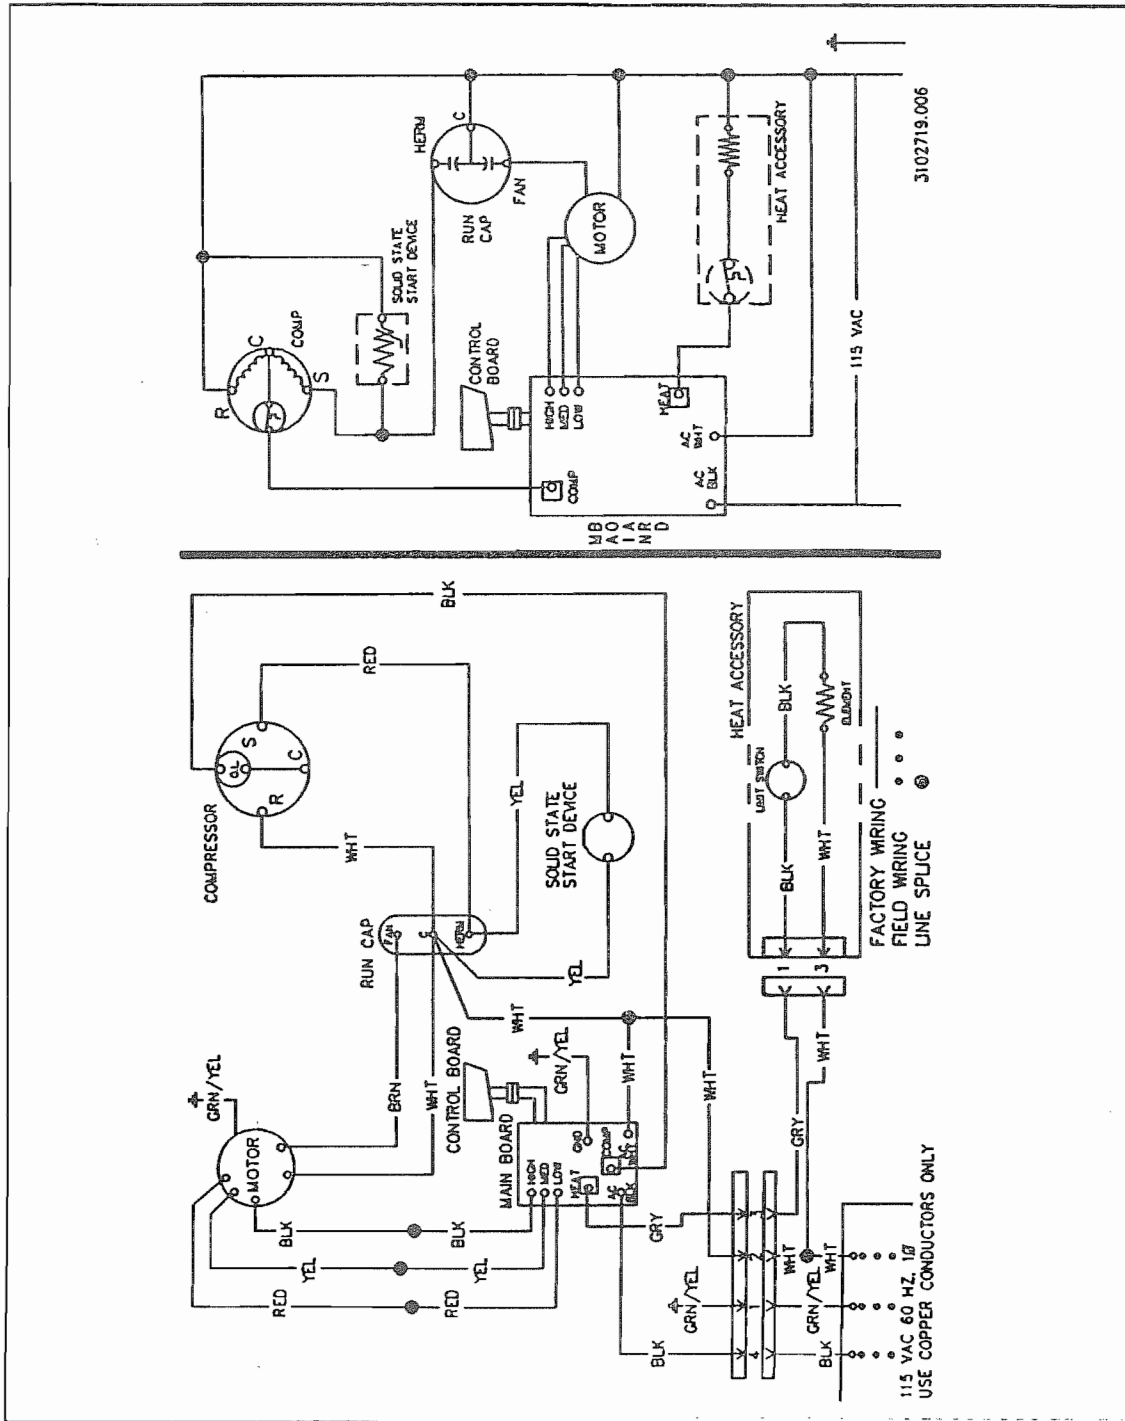 HERM
C
FAN
RUN
CAP
SOLID STATE
START DEVICE
COMP
R
C
S
MOTOR
HEAT ACCESSORY
CONTROL
BOARD
HIGH
MED
LOW
HEAT
COMP
AC
WHT
AC
BLK
MAIN
BOARD
115 VAC
3102719.006
COMPRESSOR
O.L.
S
R
C
BLK
RED
WHT
YEL
SOLID STATE
START DEVICE
YEL
RUN CAP
FAN
C
HERM
GRN/YEL
MOTOR
BRN
WHT
WHT
CONTROL BOARD
MAIN BOARD
GRN/YEL
WHT
HIGH
MED
LOW
HEAT
GND
COMP
AC
BLK
AC
WHT
BLK
BLK
YEL
YEL
RED
RED
GRY
WHT
GRY
WHT
BLK
GRN/YEL
WHT
GRN/YEL
WHT
BLK
1
3
HEAT ACCESSORY
LIMIT SWITCH
BLK
BLK
WHT
ELEMENT
FACTORY WIRING
FIELD WIRING
LINE SPLICE
115 VAC 60 HZ, 1Ø
USE COPPER CONDUCTORS ONLY